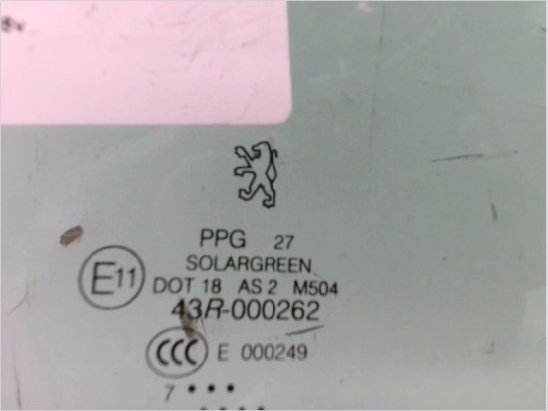 PPG 27
SOLARGREEN
E11
DOT 18 AS 2 M504
43R-000262
CCC E 000249
7 • • •